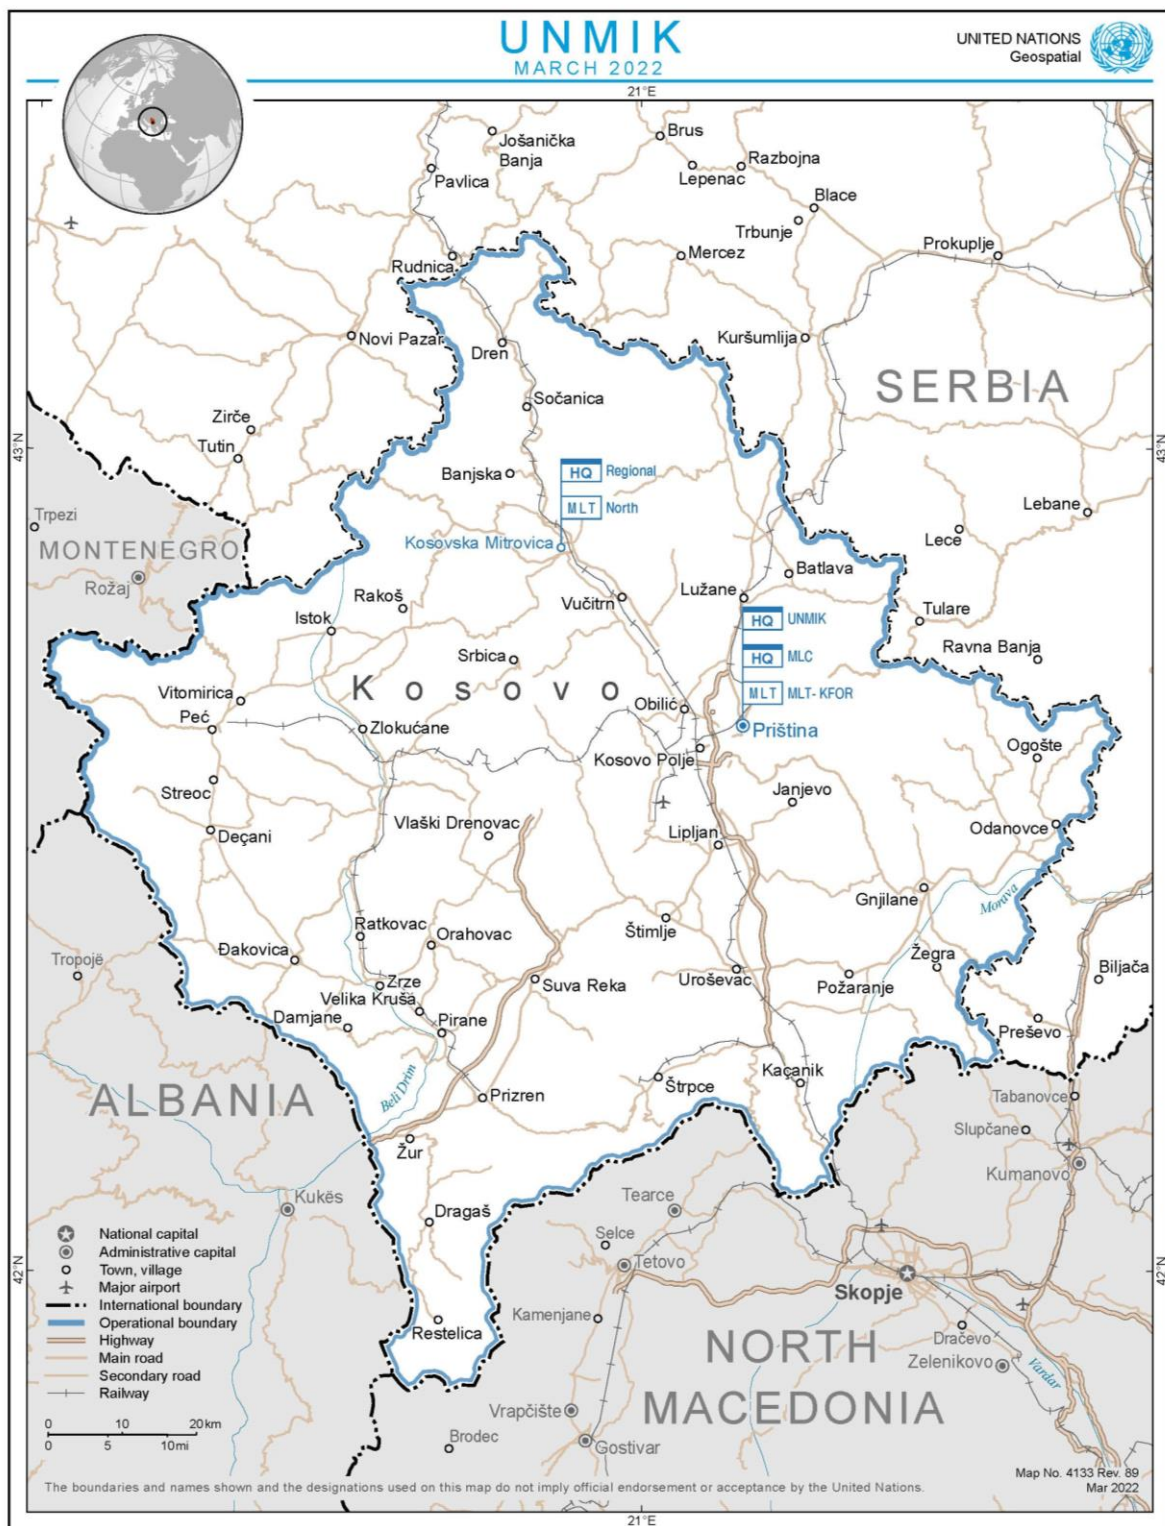 UNMIK
MARCH 2022
UNITED NATIONS
Geospatial
21°E
Jošanička
Banja
Brus
Lepenac
Razbojna
Pavlica
Blace
Trbunje
Rudnica
Mercez
Prokuplje
Novi Pazar
Dren
Kuršumlija
SERBIA
Sočanica
Zirče
Tutin
43°N
43°N
Banjska
HQ Regional
MLT North
Lebane
Trpezi
Lece
MONTENEGRO
Kosovska Mitrovica
Rožaj
Batlava
Rakoš
Vučitrn
Lužane
Istok
HQ UNMIK
Tulare
Srbica
HQ MLC
Ravna Banja
Kosovo
MLT MLT-KFOR
Vitomirica
Obilić
Peć
Zlokućane
Priština
Kosovo Polje
Ogošte
Streoc
Janjevo
Vlaški Drenovac
Deçani
Lipljan
Odanovce
Gnjilane
Morava
Ratkovac
Orahovac
Štimlje
Đakovica
Tropojë
Žegra
Zrze
Suva Reka
Uroševac
Požaranje
Biljača
Velika Kruša
Damjane
Pirane
Preševo
Kaçanik
Štrpce
ALBANIA
Beli Drim
Prizren
Tabanovce
Slupčane
Žur
Kumanovo
Kukës
Tearce
Dragaš
Selce
Tetovo
42°N
42°N
Skopje
Kamenjane
Restelica
Dračevo
NORTH
MACEDONIA
Zelenikovo
Vardar
Vrapčište
Brodec
Gostivar
National capital
Administrative capital
Town, village
Major airport
International boundary
Operational boundary
Highway
Main road
Secondary road
Railway
0 10 20 km
0 5 10 mi
Map No. 4133 Rev. 89
Mar 2022
The boundaries and names shown and the designations used on this map do not imply official endorsement or acceptance by the United Nations.
21°E